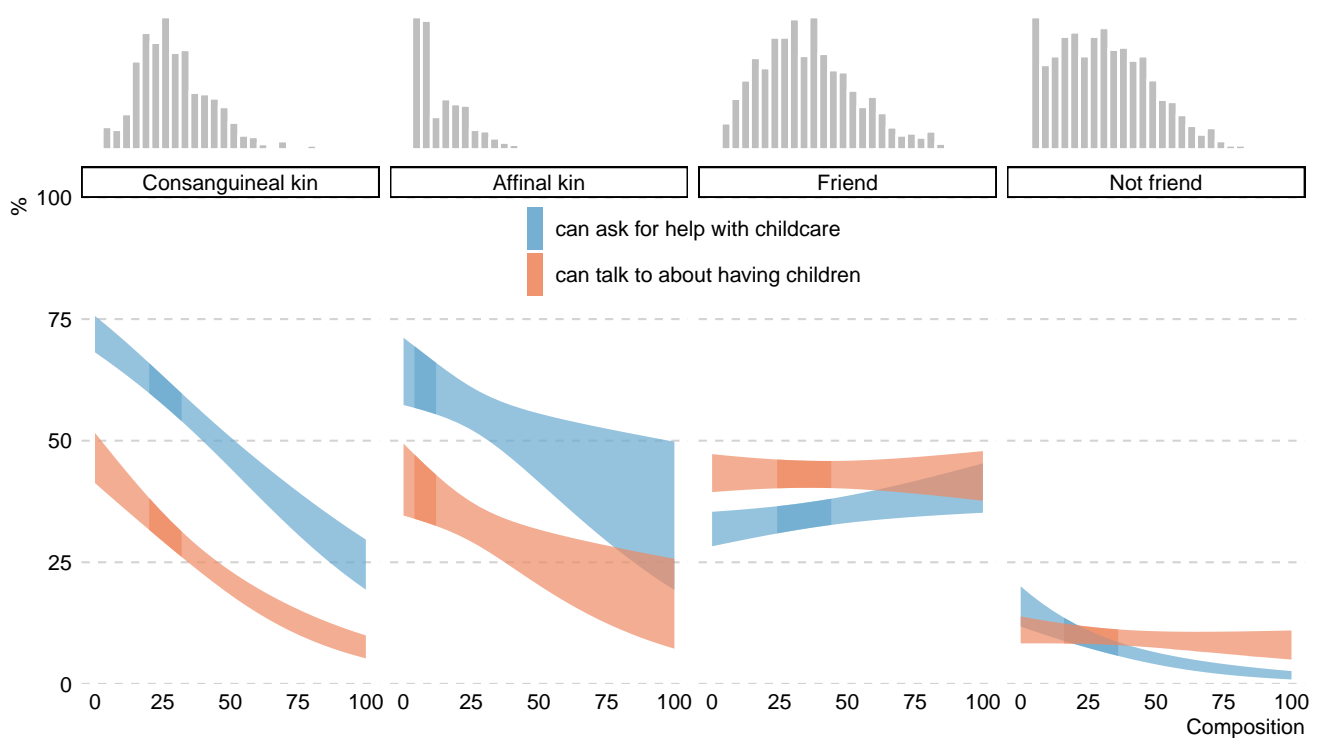 Consanguineal kin Affinal kin Friend Not friend
%
100
can ask for help with childcare
can talk to about having children
75
50
25
0
0 25 50 75 100 0 25 50 75 100 0 25 50 75 100 0 25 50 75 100
Composition